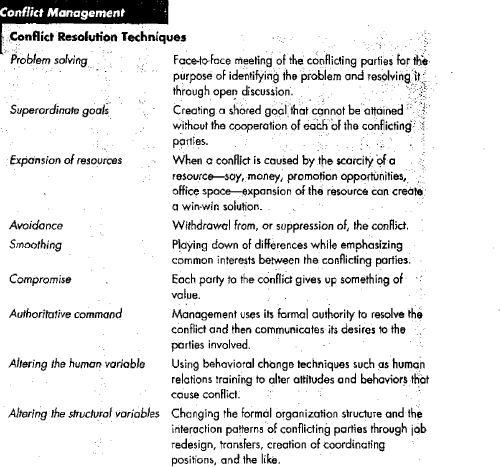 Conflict Management
Conflict Resolution Techniques
Problem solving Face-to-face meeting of the conflicting parties for the
purpose of identifying the problem and resolving it
through open discussion.
Superordinate goals Creating a shared goal that cannot be attained
without the cooperation of each of the conflicting
parties.
Expansion of resources When a conflict is caused by the scarcity of a
resource—say, money, promotion opportunities,
office space—expansion of the resource can create
a win-win solution.
Avoidance Withdrawal from, or suppression of, the conflict.
Smoothing Playing down of differences while emphasizing
common interests between the conflicting parties.
Compromise Each party to the conflict gives up something of
value.
Authoritative command Management uses its formal authority to resolve the
conflict and then communicates its desires to the
parties involved.
Altering the human variable Using behavioral change techniques such as human
relations training to alter attitudes and behaviors that
cause conflict.
Altering the structural variables Changing the formal organization structure and the
interaction patterns of conflicting parties through job
redesign, transfers, creation of coordinating
positions, and the like.